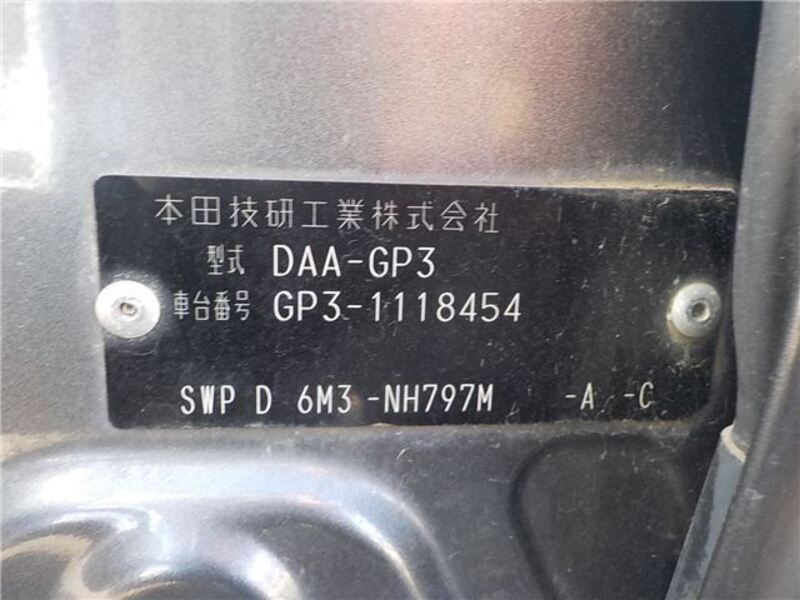 本田技研工業株式会社
型式 DAA-GP3
車台番号 GP3-1118454
SWP D 6M3 -NH797M -A -C